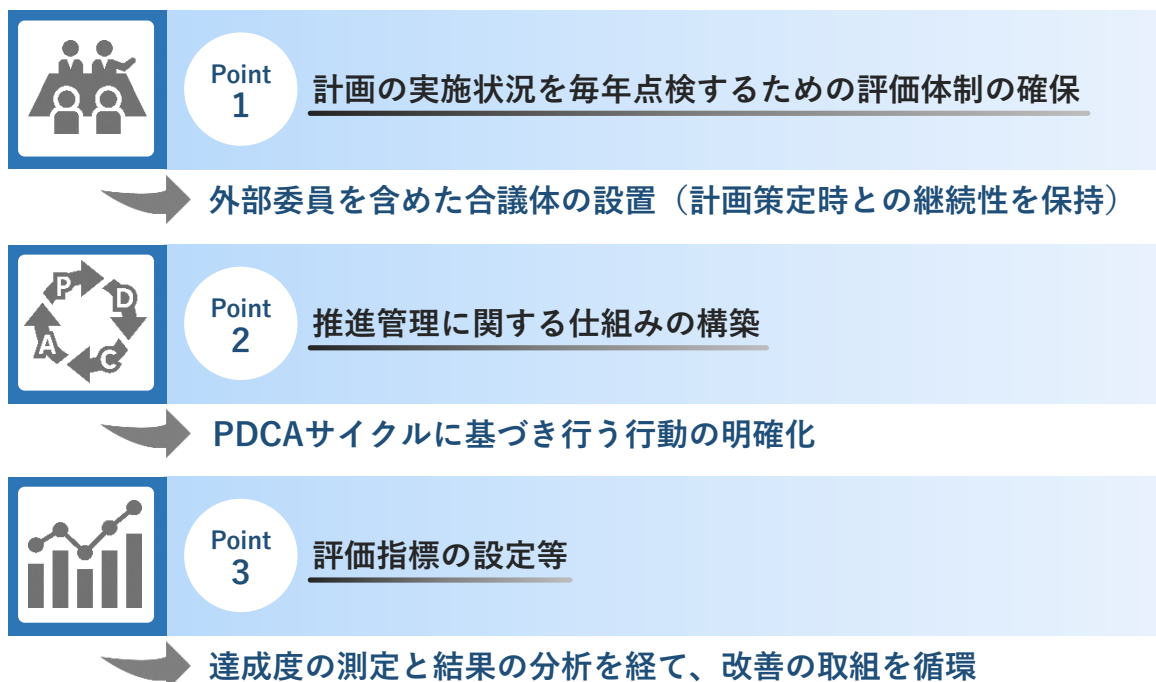 Point
1
計画の実施状況を毎年点検するための評価体制の確保
外部委員を含めた合議体の設置（計画策定時との継続性を保持）
P
D
A
C
Point
2
推進管理に関する仕組みの構築
PDCAサイクルに基づき行う行動の明確化
Point
3
評価指標の設定等
達成度の測定と結果の分析を経て、改善の取組を循環